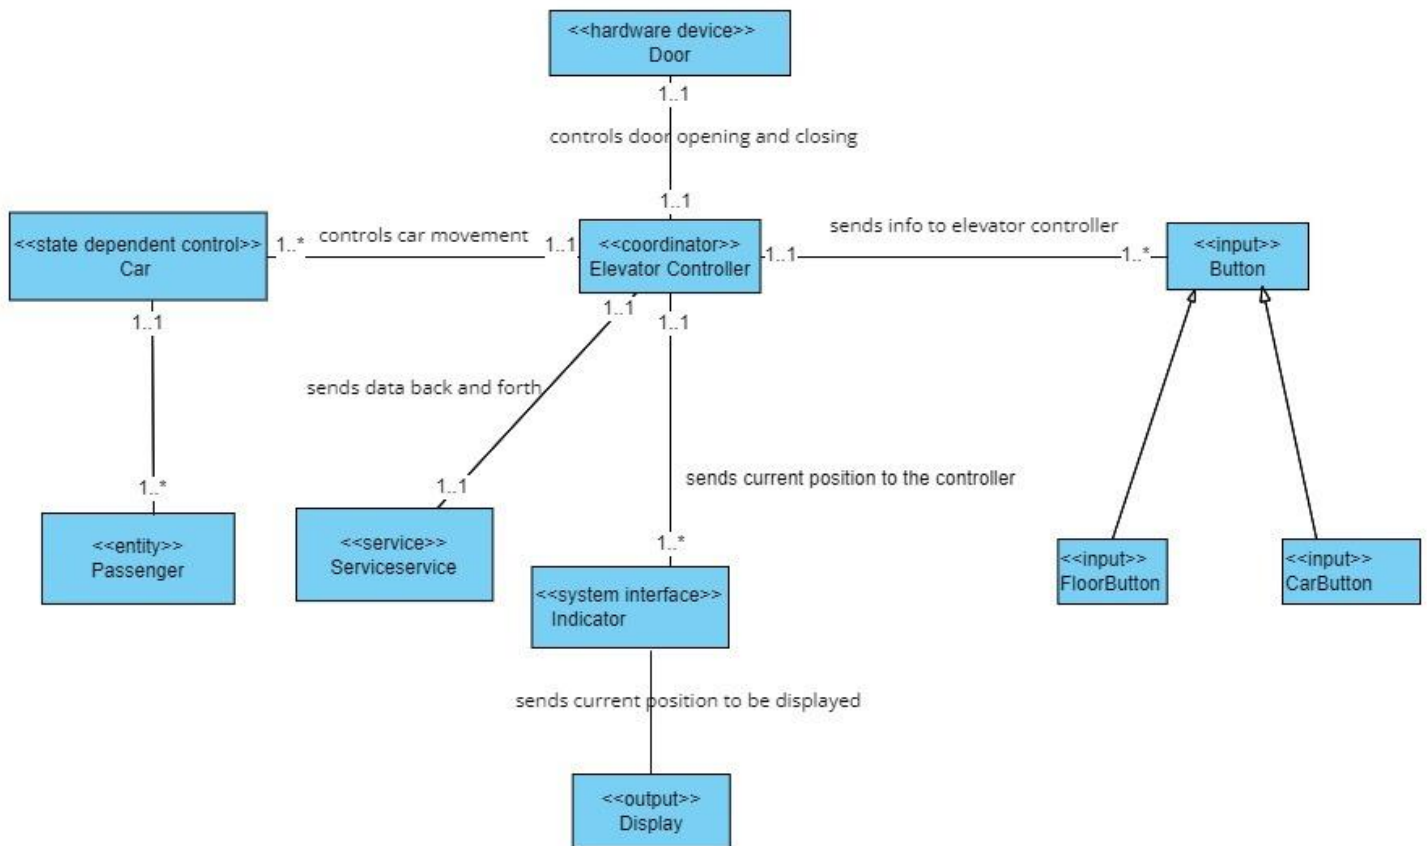 <<hardware device>>
Door
1..1
controls door opening and closing
1..1
<<state dependent control>>
Car
1..*
controls car movement
1..1
<<coordinator>>
Elevator Controller
1..1
sends info to elevator controller
1..*
<<input>>
Button
1..1
1..1
1..1
sends data back and forth
sends current position to the controller
1..*
1..1
1..*
<<entity>>
Passenger
<<service>>
Serviceservice
<<system interface>>
Indicator
<<input>>
FloorButton
<<input>>
CarButton
sends current position to be displayed
<<output>>
Display